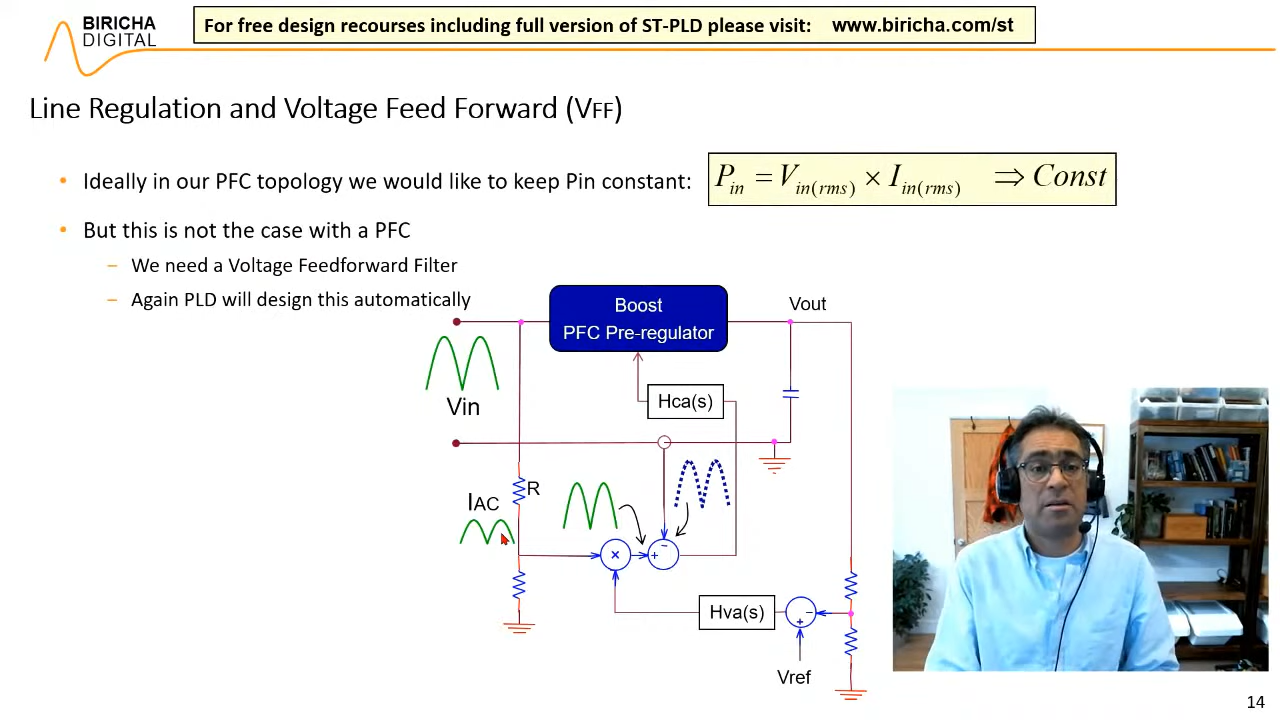 BIRICHA
DIGITAL
For free design recourses including full version of ST-PLD please visit: www.biricha.com/st
Line Regulation and Voltage Feed Forward (VFF)
• Ideally in our PFC topology we would like to keep Pin constant:
P_in = V_in(rms) × I_in(rms) ⇒ Const
• But this is not the case with a PFC
– We need a Voltage Feedforward Filter
– Again PLD will design this automatically
Boost
PFC Pre-regulator
Vout
Vin
Hca(s)
R
IAC
×
+ −
Hva(s)
−
+
Vref
14